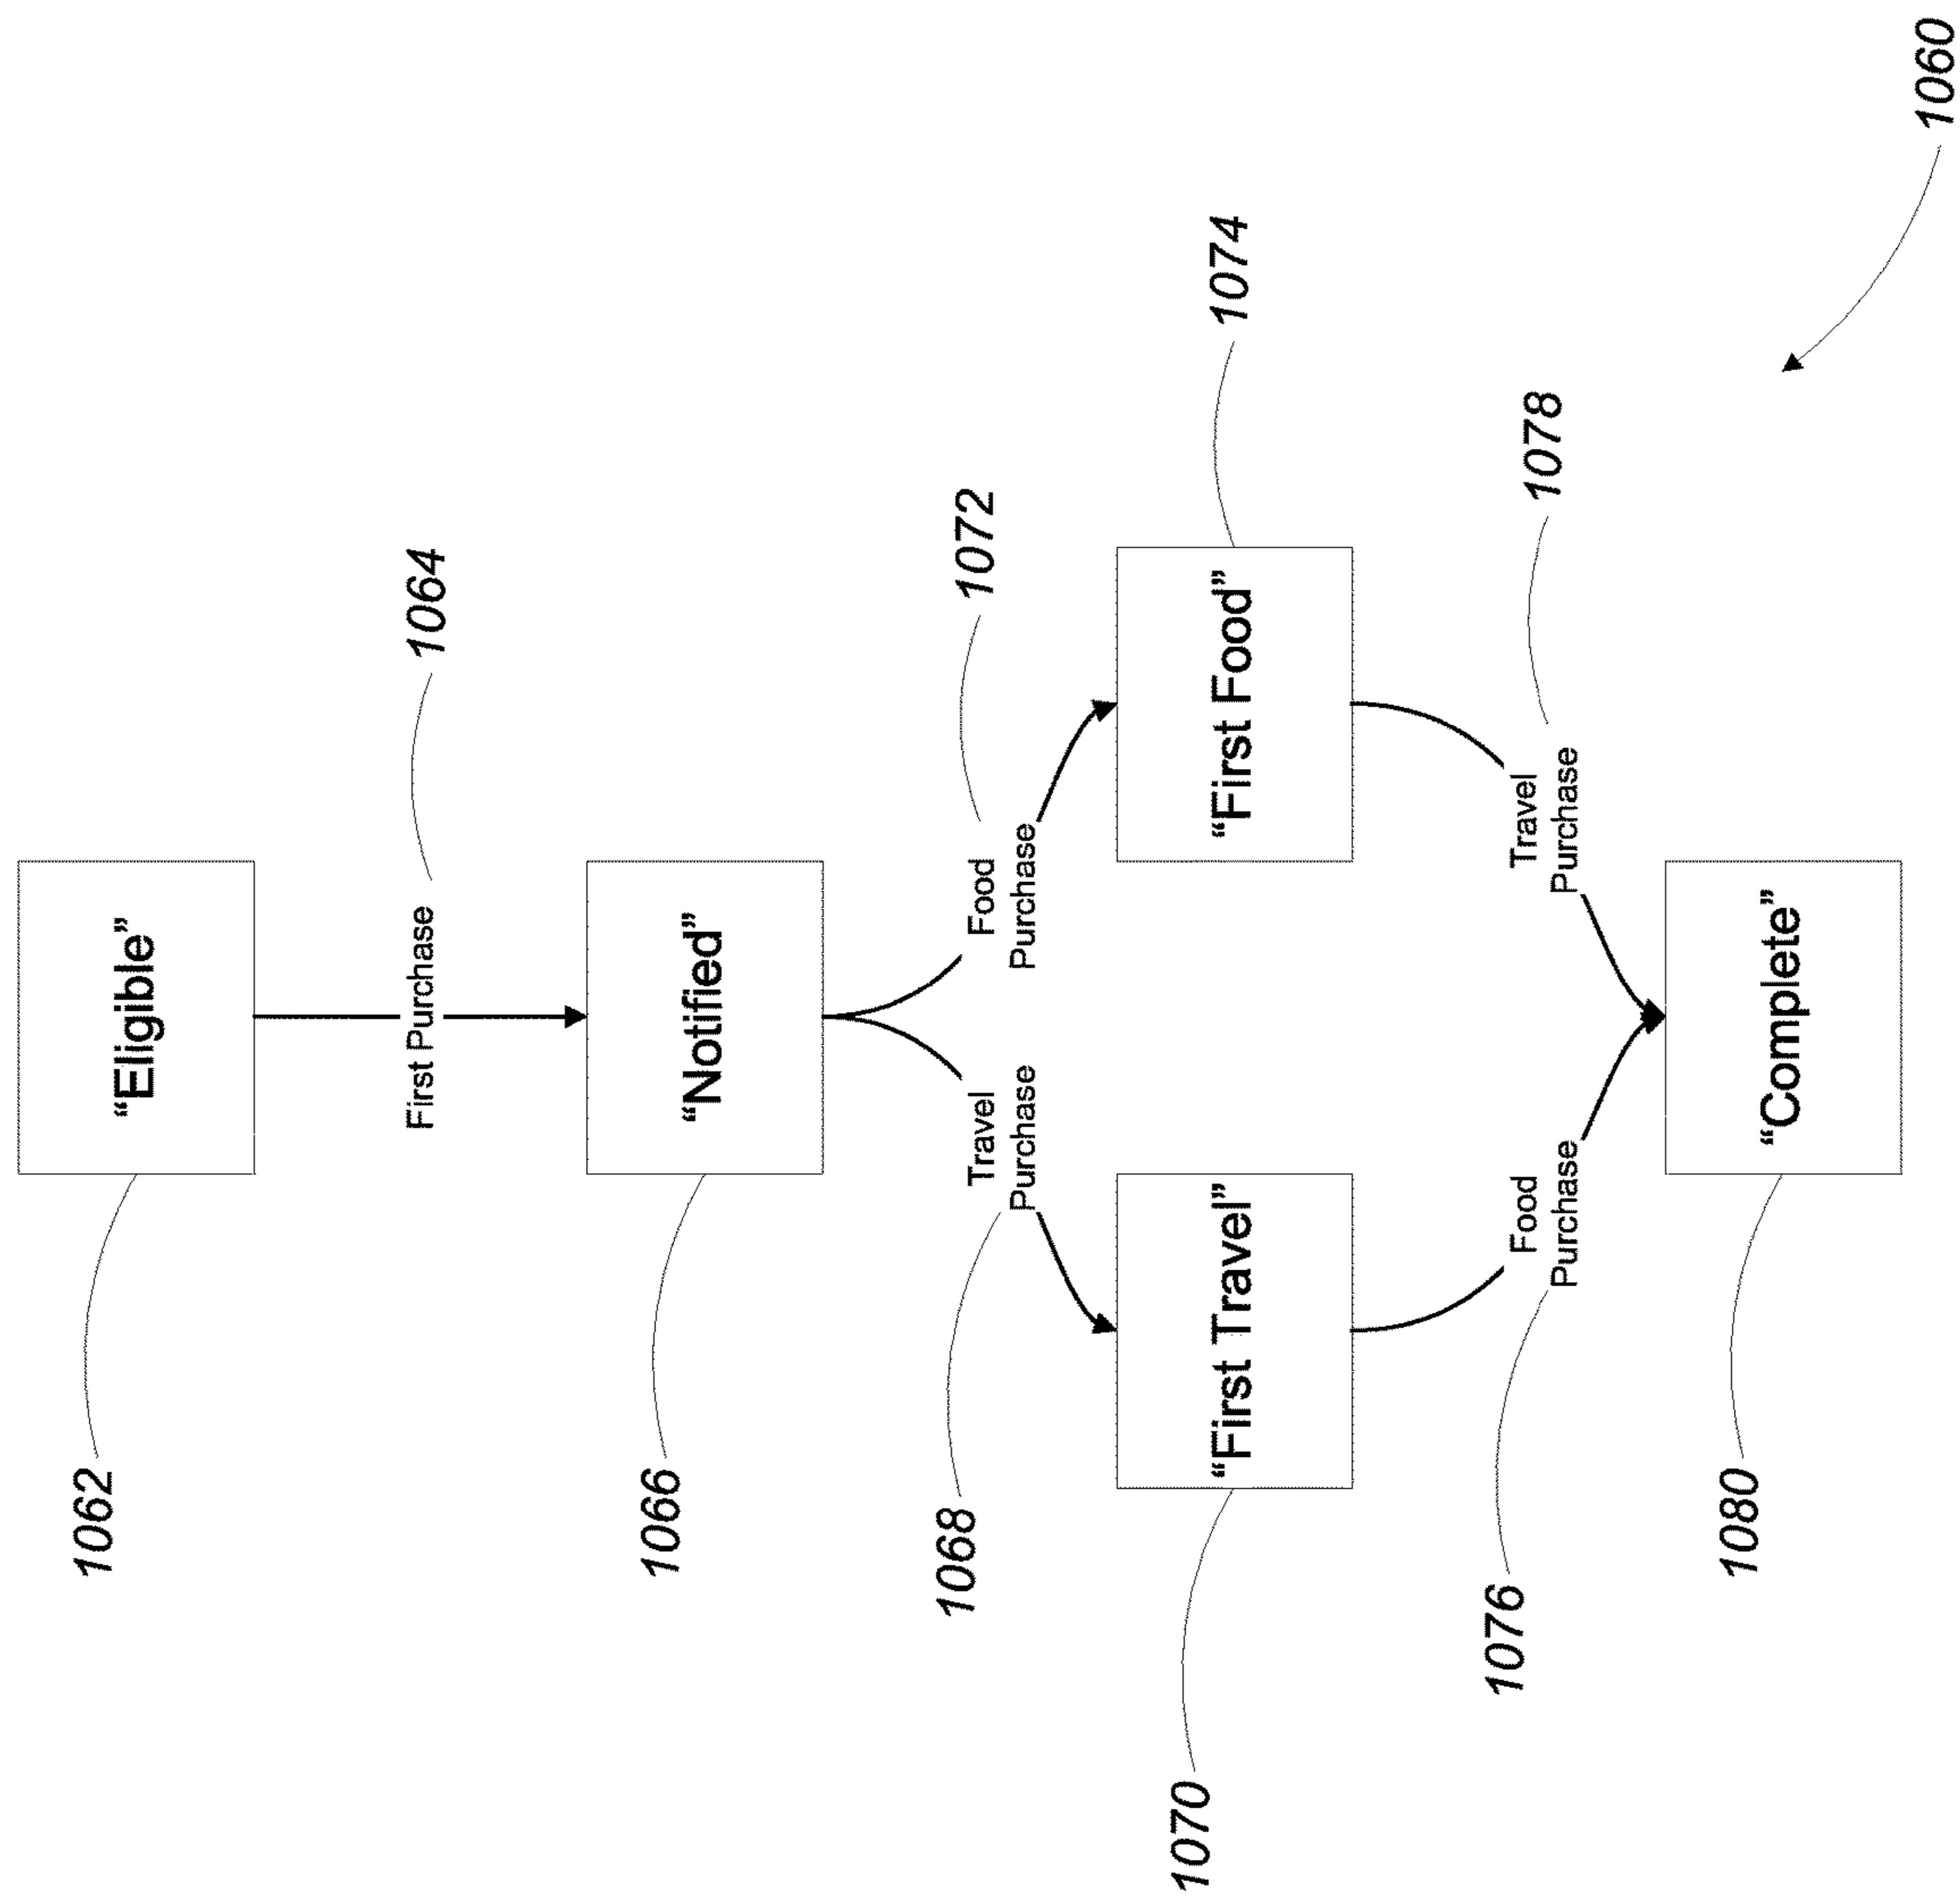 1062
“Eligible”
First Purchase
1064
1066
“Notified”
1068
Travel
Purchase
Food
Purchase
1072
1070
“First Travel”
“First Food”
1074
1076
Food
Purchase
Travel
Purchase
1078
1080
“Complete”
1060